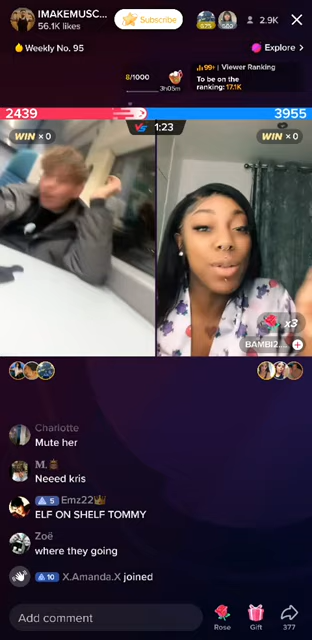 IMAKEMUSC...
56.1K likes
Subscribe
2.9K
Weekly No. 95
Explore >
8/1000
3h05m
99+ | Viewer Ranking
To be on the
ranking: 17.1K
2439
VS 1:23
3955
WIN × 0
WIN × 0
x3
BAMBI2....
Charlotte
Mute her
M.
Neeed kris
5 Emz22
ELF ON SHELF TOMMY
Zoë
where they going
10 X.Amanda.X joined
Add comment
Rose
Gift
377